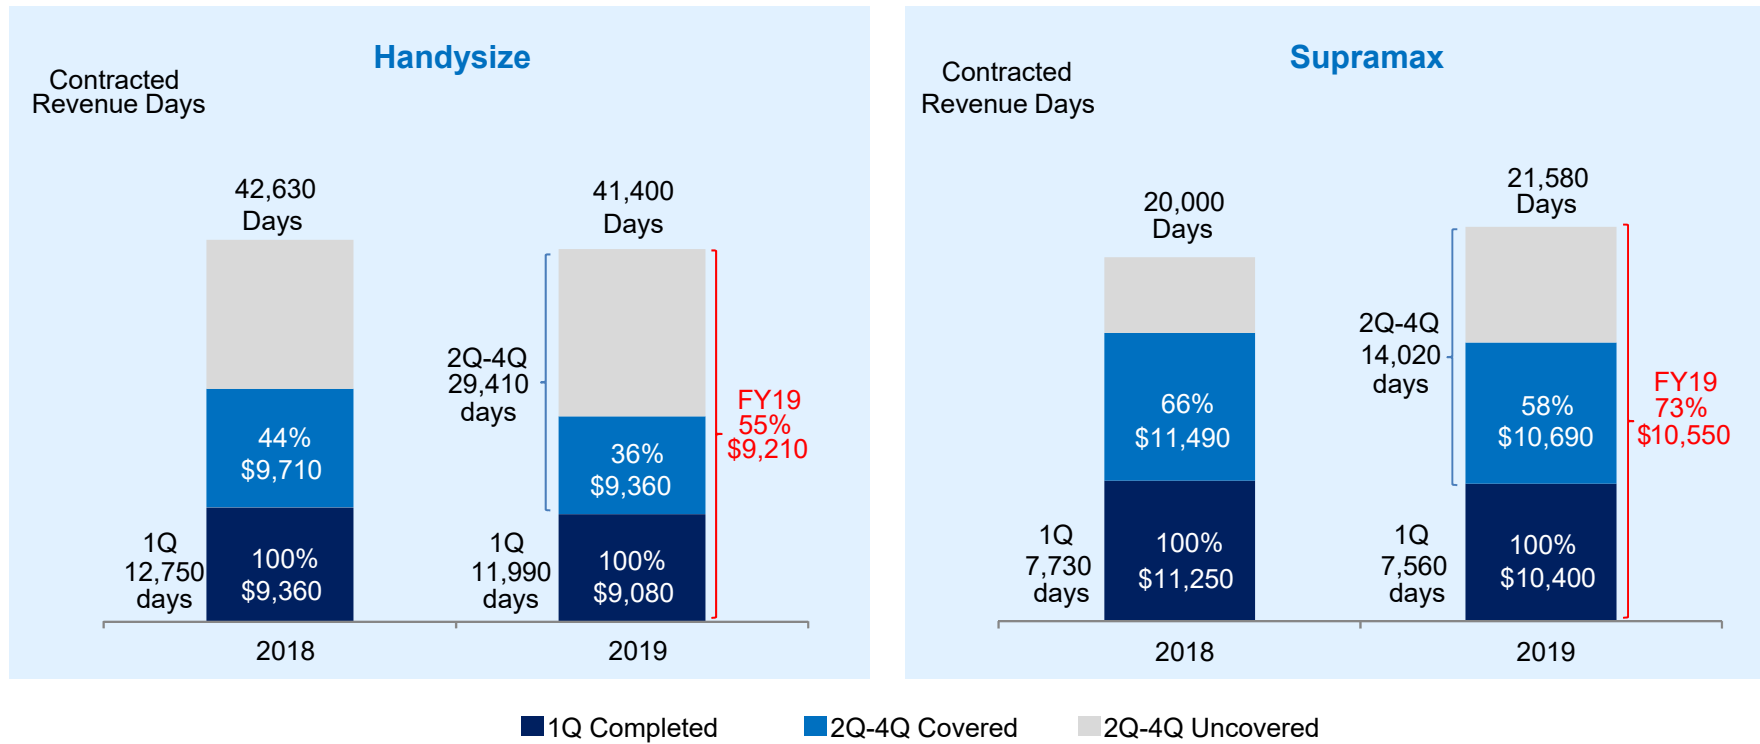 Handysize
Contracted
Revenue Days
42,630
Days
44%
$9,710
1Q
12,750
days
100%
$9,360
2018
41,400
Days
2Q-4Q
29,410
days
36%
$9,360
1Q
11,990
days
100%
$9,080
FY19
55%
$9,210
2019
Supramax
Contracted
Revenue Days
20,000
Days
66%
$11,490
1Q
7,730
days
100%
$11,250
2018
21,580
Days
2Q-4Q
14,020
days
58%
$10,690
1Q
7,560
days
100%
$10,400
FY19
73%
$10,550
2019
1Q Completed
2Q-4Q Covered
2Q-4Q Uncovered